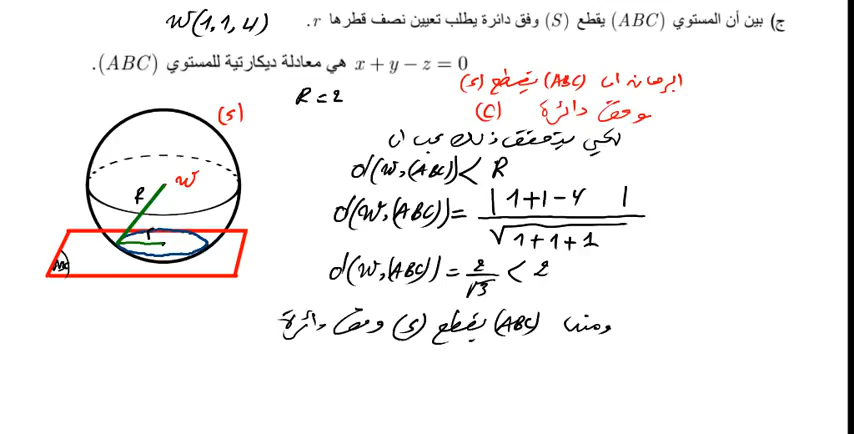 ج) بين أن المستوي (ABC) يقطع (S) وفق دائرة يطلب تعيين نصف قطرها r.
W(1,1,4)
x + y − z = 0 هي معادلة ديكارتية للمستوي (ABC).
R = 2
البرهان ان (ABC) يقطع (S)
وفق دائرة (C)
لكي يتحقق ذلك يجب ان
d(W,(ABC)) < R
d(W,(ABC)) = |1+1-4| / √1+1+1
d(W,(ABC)) = 2/√3 < 2
ومنه (ABC) يقطع (S) وفق دائرة
(S)
W
R
r
ABC